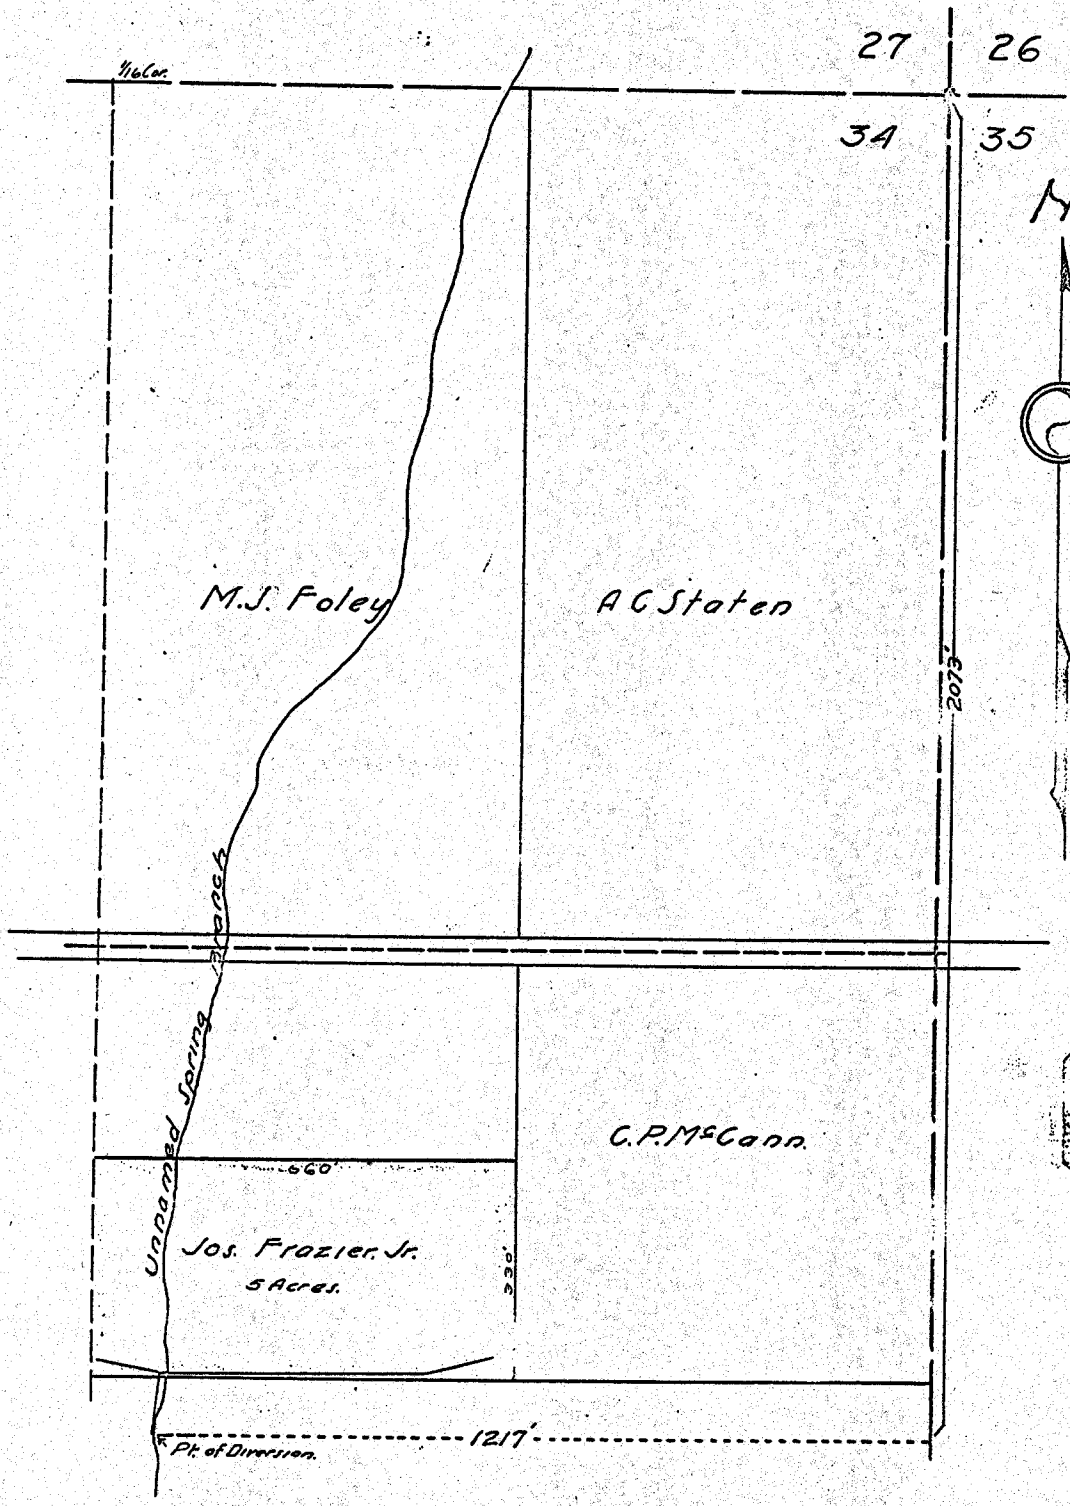 27 26
1/16 Cor.
34 35
M.J. Foley
A C Staten
2073'
Unnamed Spring Branch
C.P. McCann.
660'
Jos. Frazier. Jr.
5 Acres.
330'
1217'
Pt. of Diversion.